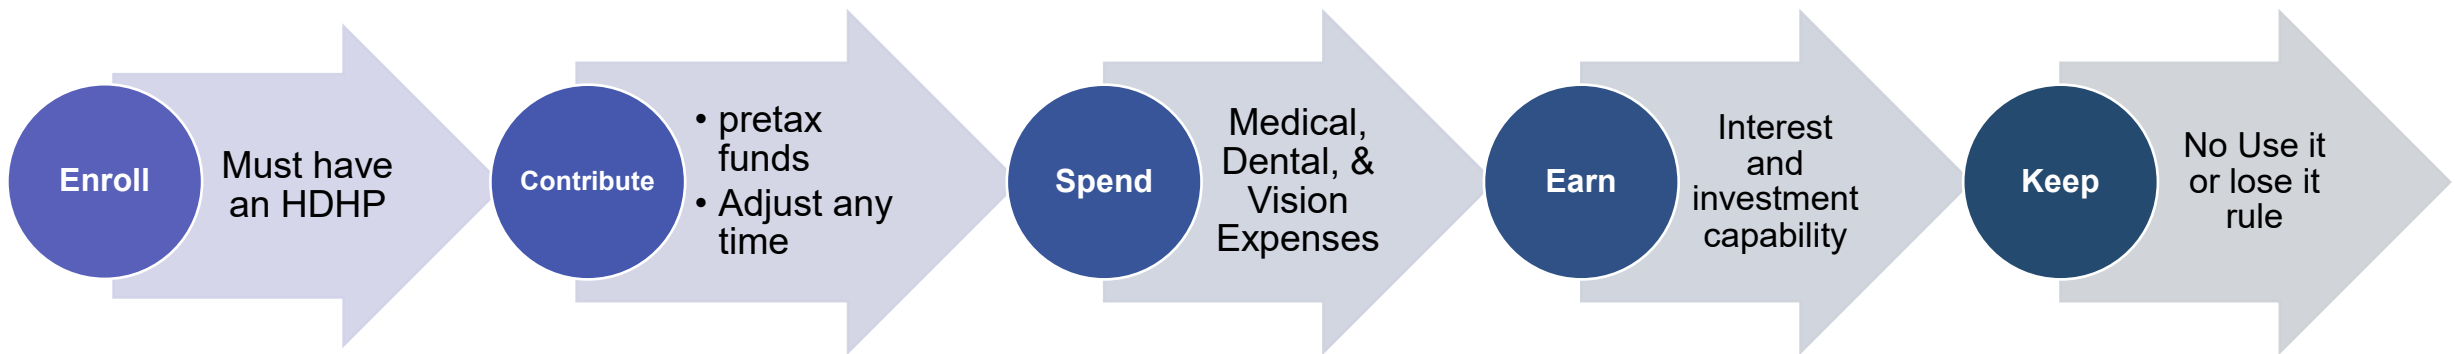 Enroll
Must have
an HDHP
Contribute
• pretax
funds
• Adjust any
time
Spend
Medical,
Dental, &
Vision
Expenses
Earn
Interest
and
investment
capability
Keep
No Use it
or lose it
rule